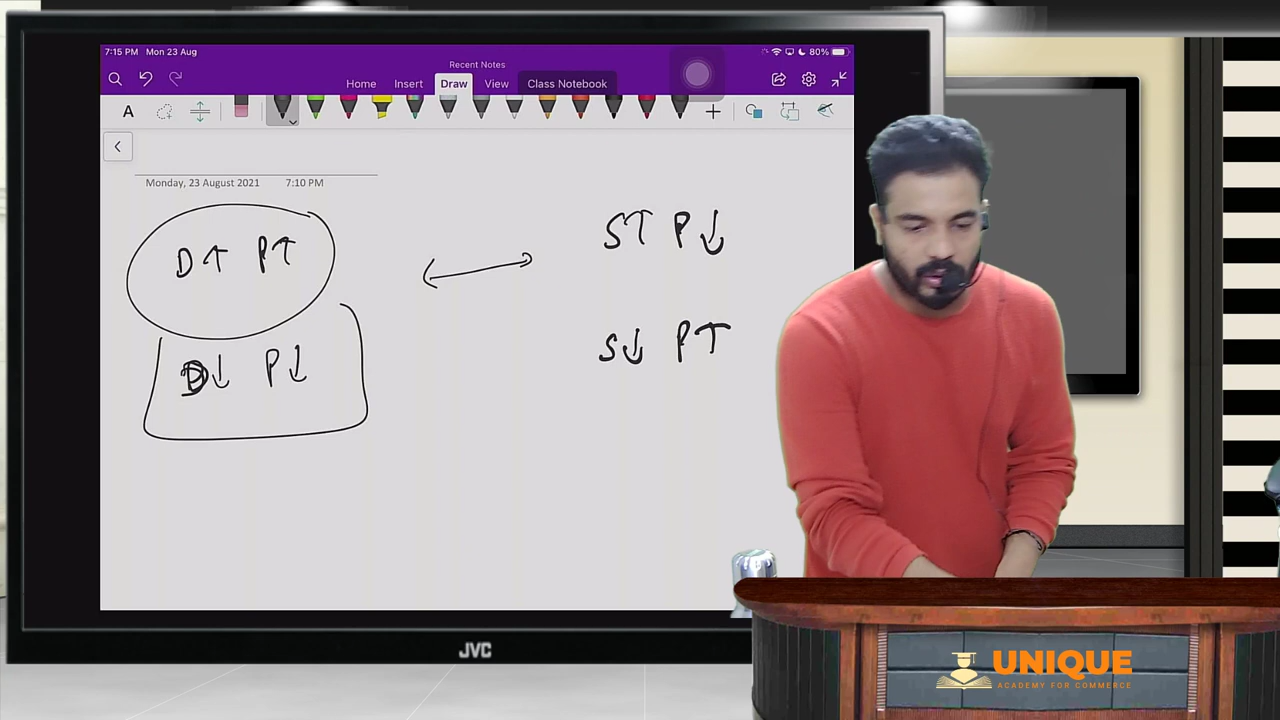 7:15 PM Mon 23 Aug
80%
Recent Notes
Home Insert Draw View Class Notebook
A
Monday, 23 August 2021 7:10 PM
D↑ P↑
S↑ P↓
D↓ P↓
S↓ P↑
JVC
UNIQUE
ACADEMY FOR COMMERCE